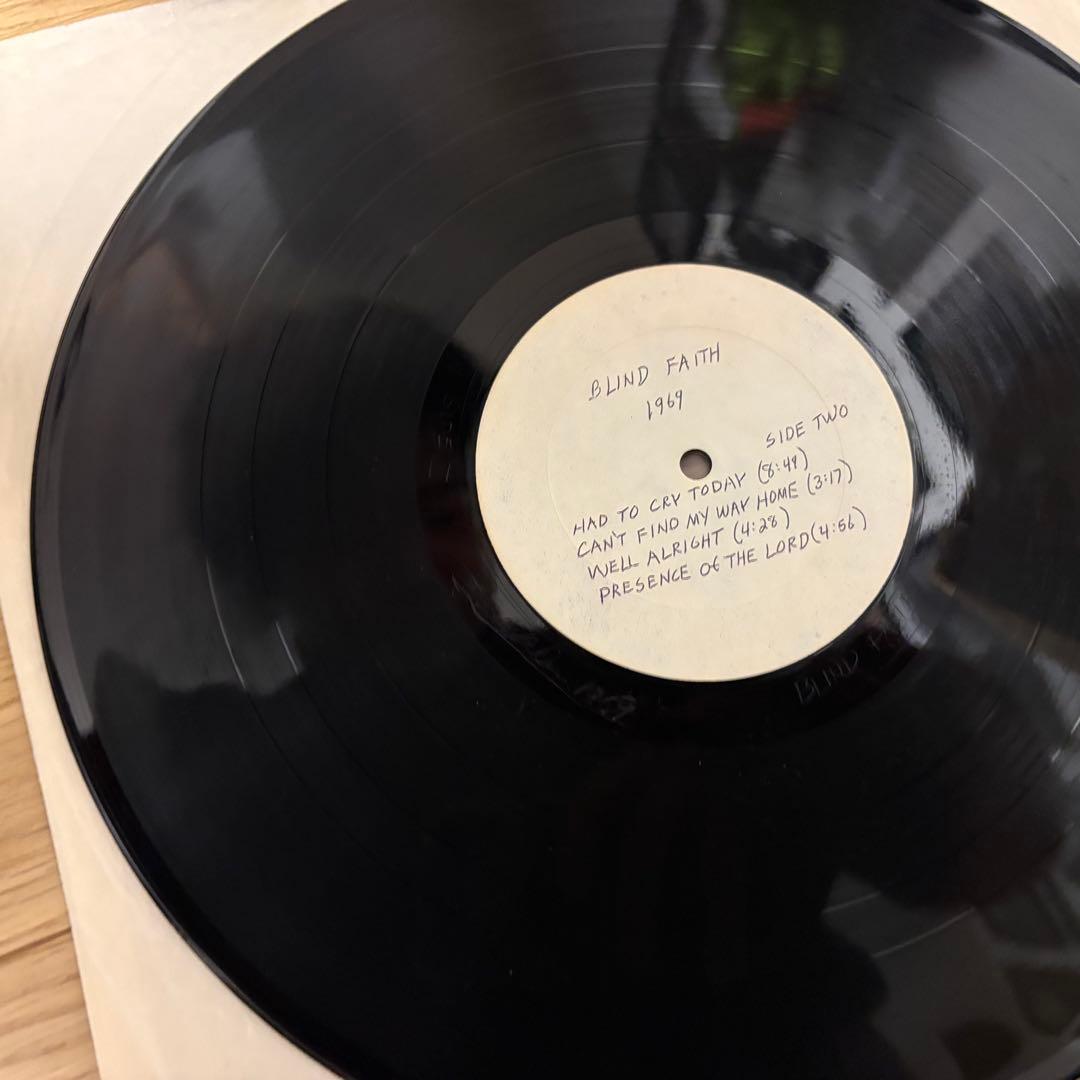 BLIND FAITH
1969
SIDE TWO
HAD TO CRY TODAY (8:49)
CAN'T FIND MY WAY HOME (3:17)
WELL ALRIGHT (4:28)
PRESENCE Of THE LORD (4:56)
BLIND